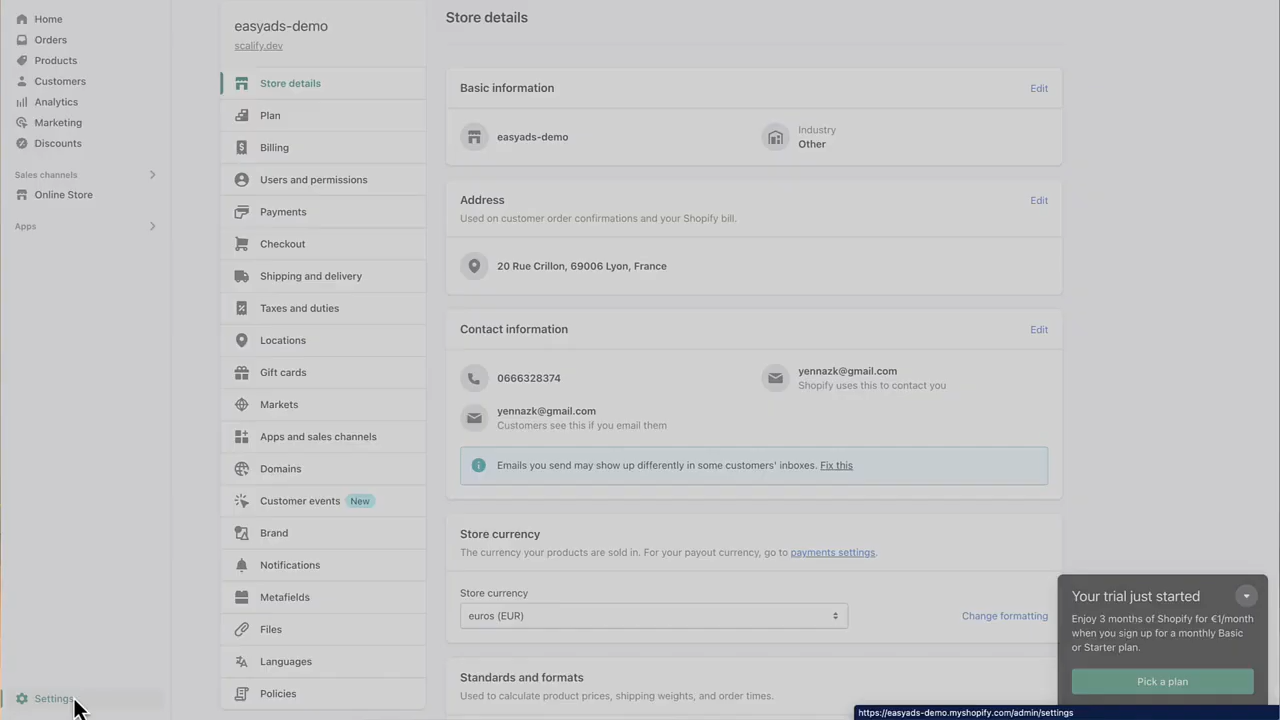 Home
Orders
Products
Customers
Analytics
Marketing
Discounts
Sales channels
Online Store
Apps
Settings
easyads-demo
scalify.dev
Store details
Plan
Billing
Users and permissions
Payments
Checkout
Shipping and delivery
Taxes and duties
Locations
Gift cards
Markets
Apps and sales channels
Domains
Customer events New
Brand
Notifications
Metafields
Files
Languages
Policies
Store details
Basic information Edit
easyads-demo
Industry
Other
Address Edit
Used on customer order confirmations and your Shopify bill.
20 Rue Crillon, 69006 Lyon, France
Contact information Edit
0666328374
yennazk@gmail.com
Shopify uses this to contact you
yennazk@gmail.com
Customers see this if you email them
Emails you send may show up differently in some customers' inboxes. Fix this
Store currency
The currency your products are sold in. For your payout currency, go to payments settings.
Store currency
euros (EUR) Change formatting
Standards and formats
Used to calculate product prices, shipping weights, and order times.
Your trial just started
Enjoy 3 months of Shopify for €1/month
when you sign up for a monthly Basic
or Starter plan.
Pick a plan
https://easyads-demo.myshopify.com/admin/settings